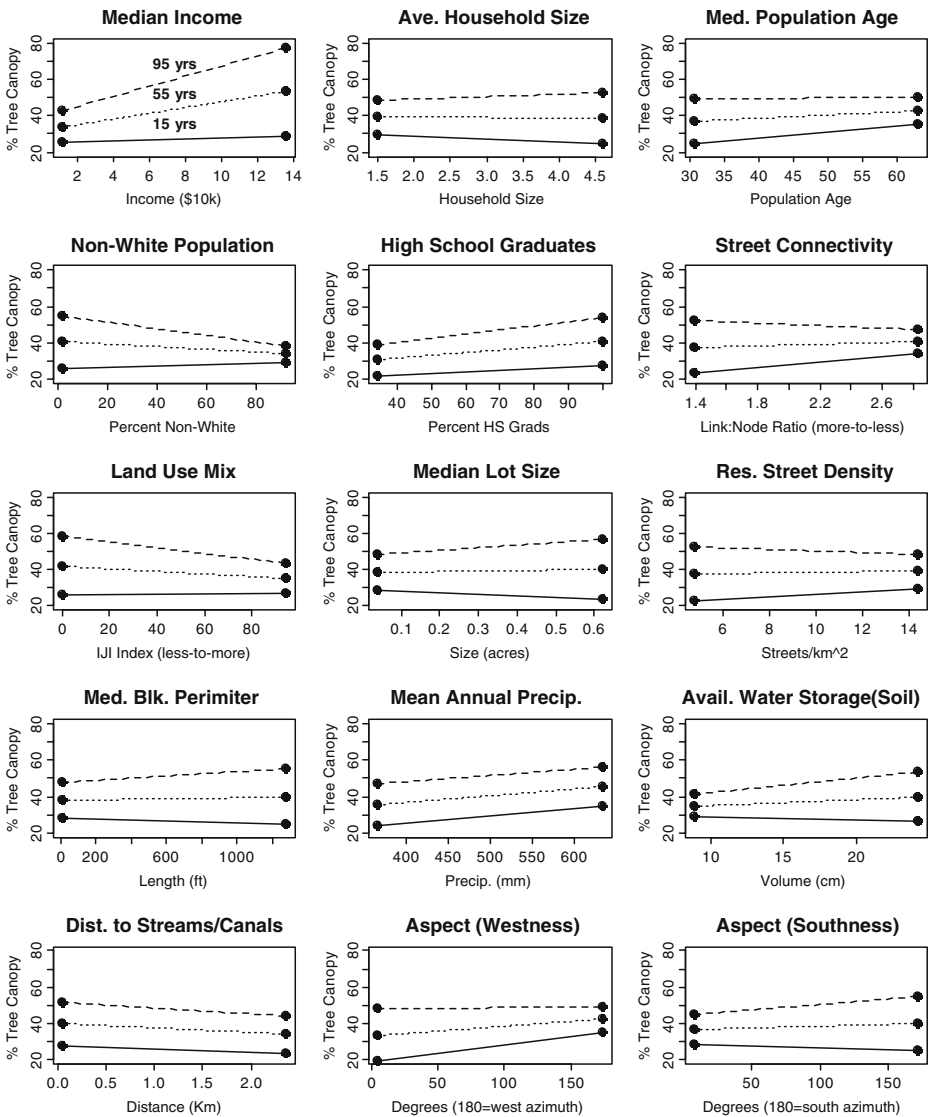 Median Income
% Tree Canopy
20 40 60 80
95 yrs
55 yrs
15 yrs
2 4 6 8 10 12 14
Income ($10k)
Ave. Household Size
% Tree Canopy
20 40 60 80
1.5 2.0 2.5 3.0 3.5 4.0 4.5
Household Size
Med. Population Age
% Tree Canopy
20 40 60 80
30 35 40 45 50 55 60
Population Age
Non-White Population
% Tree Canopy
20 40 60 80
0 20 40 60 80
Percent Non-White
High School Graduates
% Tree Canopy
20 40 60 80
40 50 60 70 80 90
Percent HS Grads
Street Connectivity
% Tree Canopy
20 40 60 80
1.4 1.8 2.2 2.6
Link:Node Ratio (more-to-less)
Land Use Mix
% Tree Canopy
20 40 60 80
0 20 40 60 80
IJI Index (less-to-more)
Median Lot Size
% Tree Canopy
20 40 60 80
0.1 0.2 0.3 0.4 0.5 0.6
Size (acres)
Res. Street Density
% Tree Canopy
20 40 60 80
6 8 10 12 14
Streets/km^2
Med. Blk. Perimiter
% Tree Canopy
20 40 60 80
0 200 600 1000
Length (ft)
Mean Annual Precip.
% Tree Canopy
20 40 60 80
400 450 500 550 600
Precip. (mm)
Avail. Water Storage(Soil)
% Tree Canopy
20 40 60 80
10 15 20
Volume (cm)
Dist. to Streams/Canals
% Tree Canopy
20 40 60 80
0.0 0.5 1.0 1.5 2.0
Distance (Km)
Aspect (Westness)
% Tree Canopy
20 40 60 80
0 50 100 150
Degrees (180=west azimuth)
Aspect (Southness)
% Tree Canopy
20 40 60 80
50 100 150
Degrees (180=south azimuth)